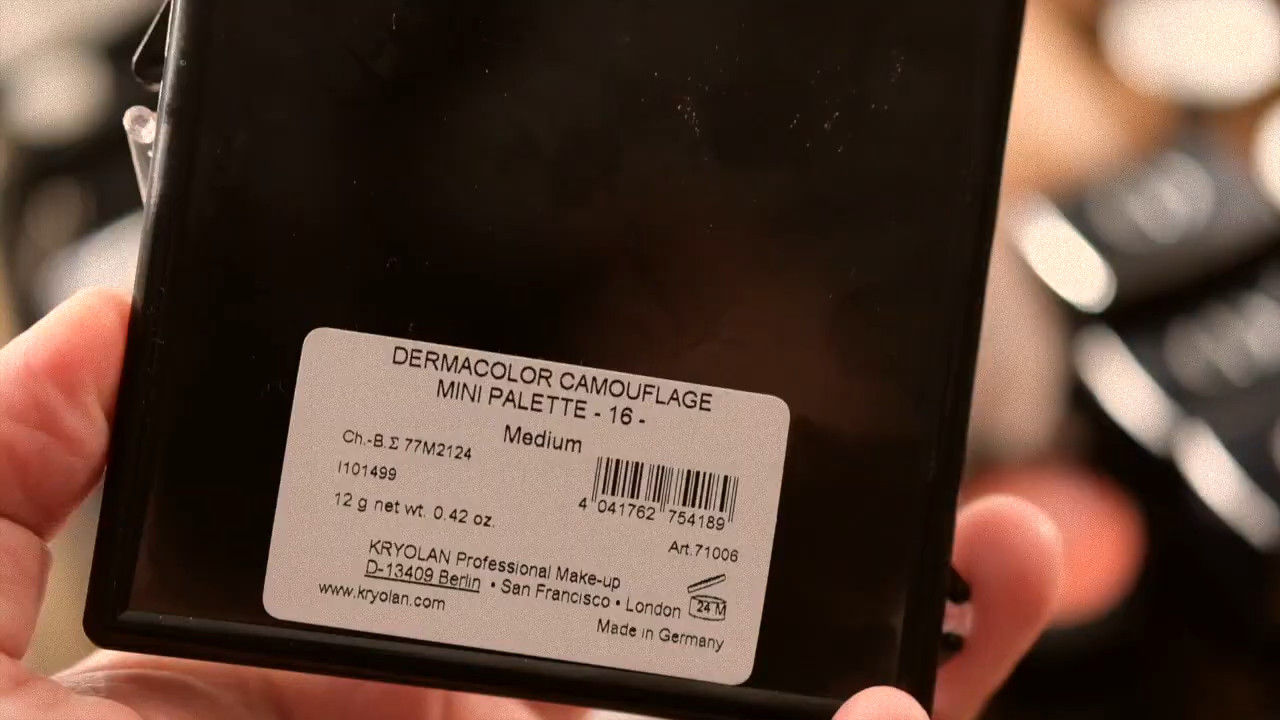 DERMACOLOR CAMOUFLAGE
MINI PALETTE - 16 -
Medium
Ch.-B.Σ 77M2124
I101499
12 g net wt. 0.42 oz.
4 041762 754189
Art.71006
KRYOLAN Professional Make-up
D-13409 Berlin • San Francisco • London
www.kryolan.com
24 M
Made in Germany